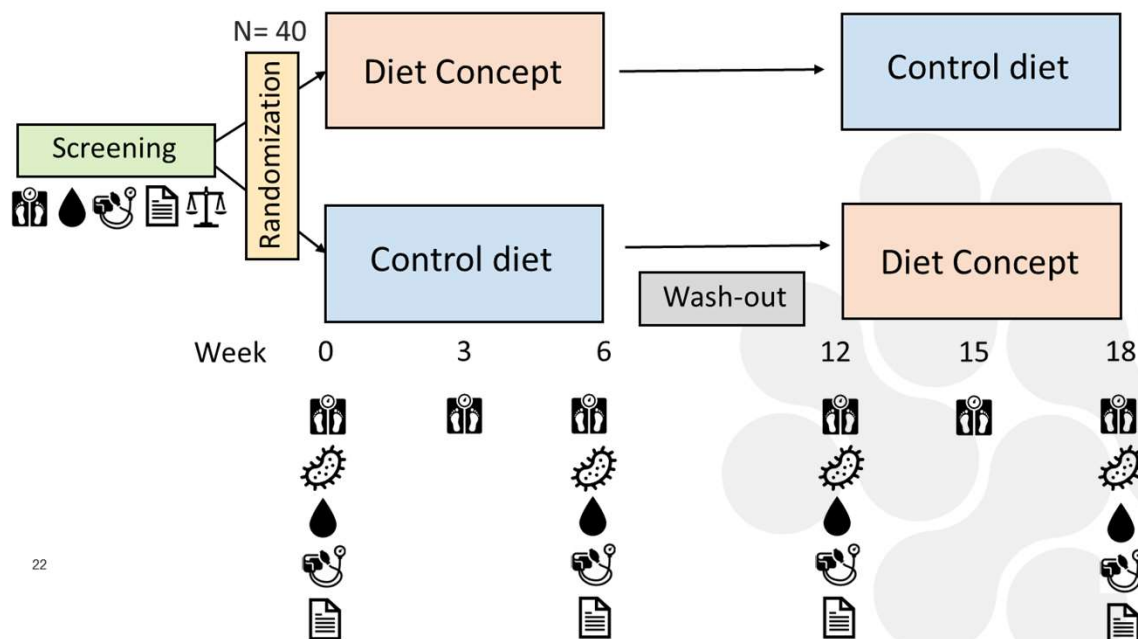 N= 40
Diet Concept
Control diet
Screening
Randomization
Control diet
Wash-out
Diet Concept
Week 0 3 6 12 15 18
22